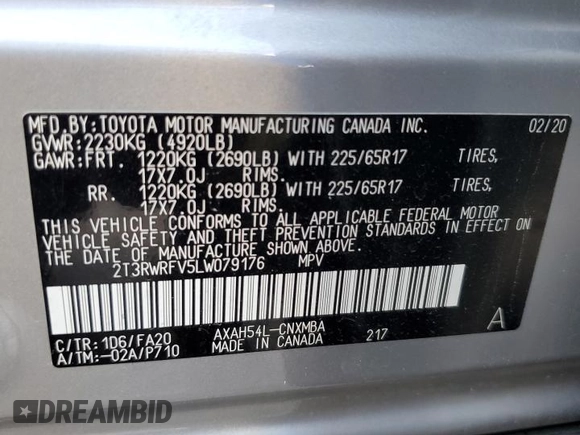 MFD.BY:TOYOTA MOTOR MANUFACTURING CANADA INC. 02/20
GVWR:2230KG (4920LB)
GAWR:FRT. 1220KG (2690LB) WITH 225/65R17 TIRES,
17X7.0J RIMS.
RR. 1220KG (2690LB) WITH 225/65R17 TIRES,
17X7.0J RIMS.
THIS VEHICLE CONFORMS TO ALL APPLICABLE FEDERAL MOTOR
VEHICLE SAFETY AND THEFT PREVENTION STANDARDS IN EFFECT ON
THE DATE OF MANUFACTURE SHOWN ABOVE.
2T3RWRFV5LW079176 MPV
C/TR:1D6/FA20 AXAH54L-CNXMBA 217 A
A/TM:-02A/P710 MADE IN CANADA
DREAMBID